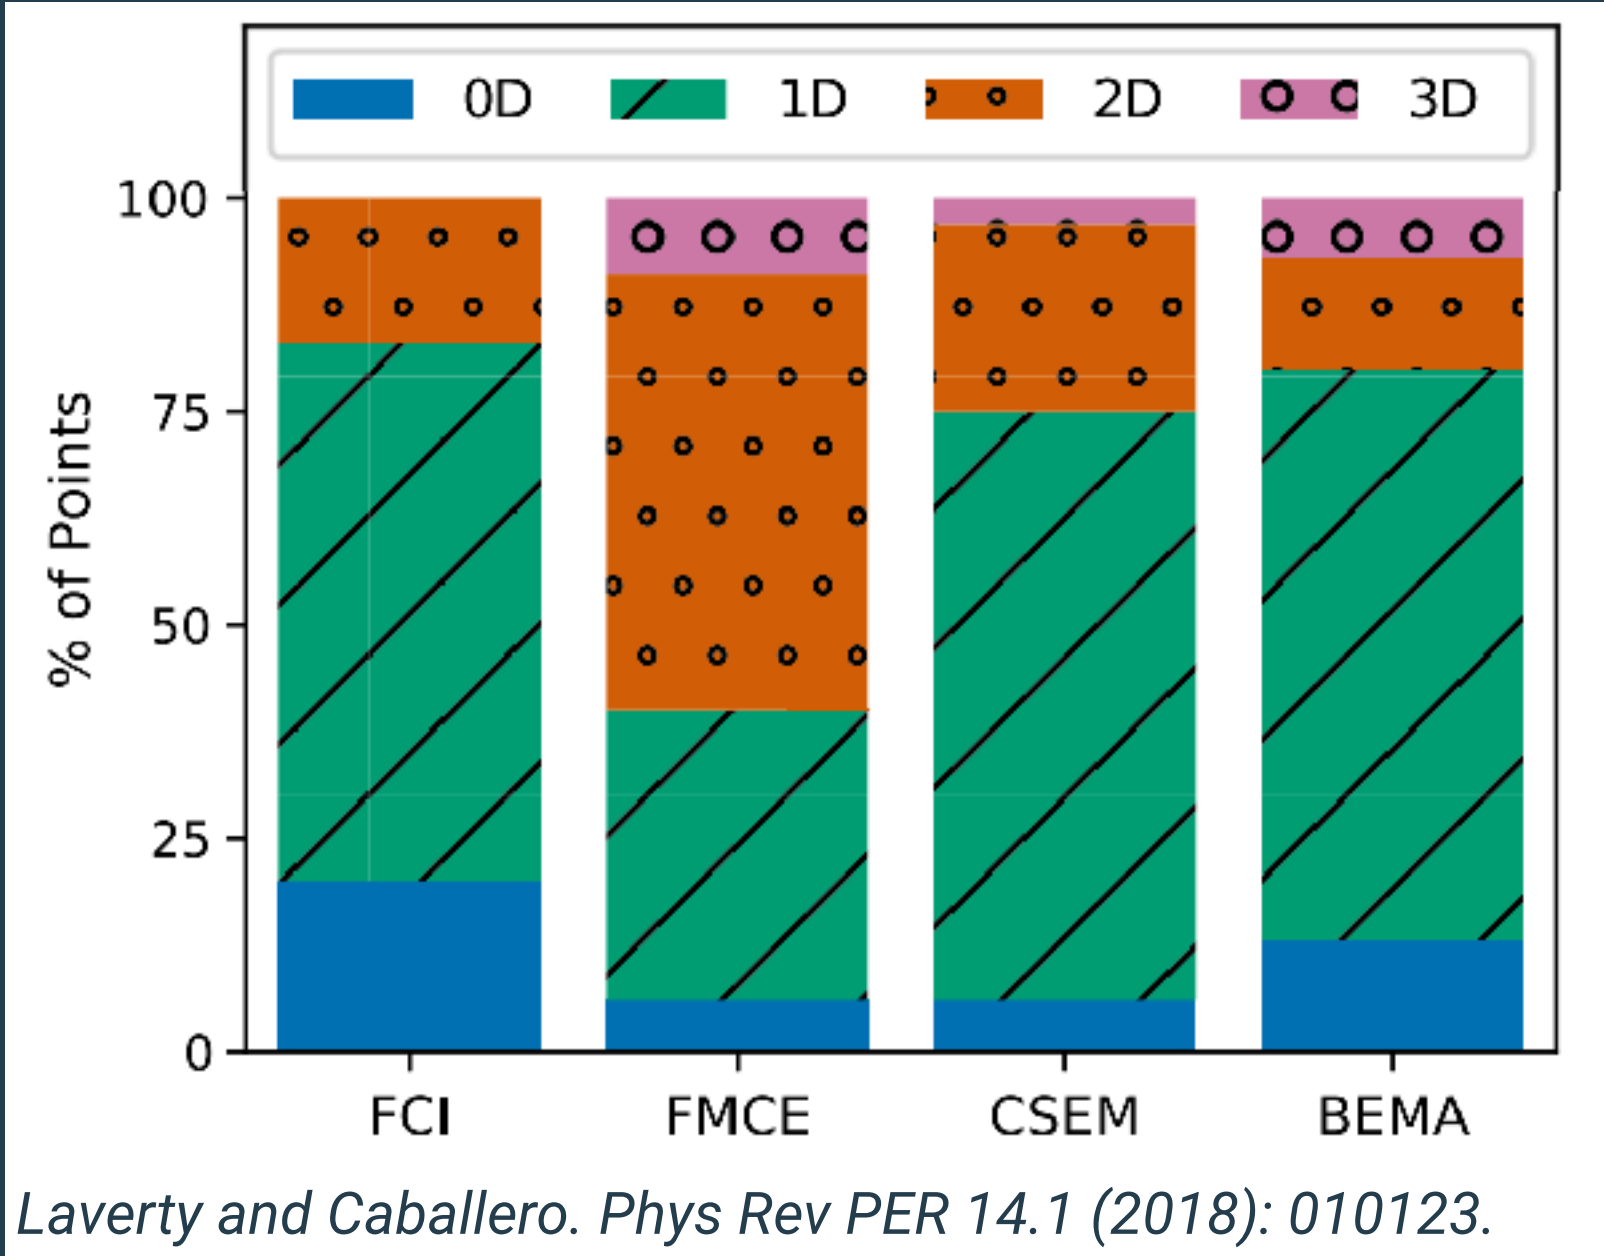 0D 1D 2D 3D
100
75
50
25
0
% of Points
FCI FMCE CSEM BEMA
Laverty and Caballero. Phys Rev PER 14.1 (2018): 010123.